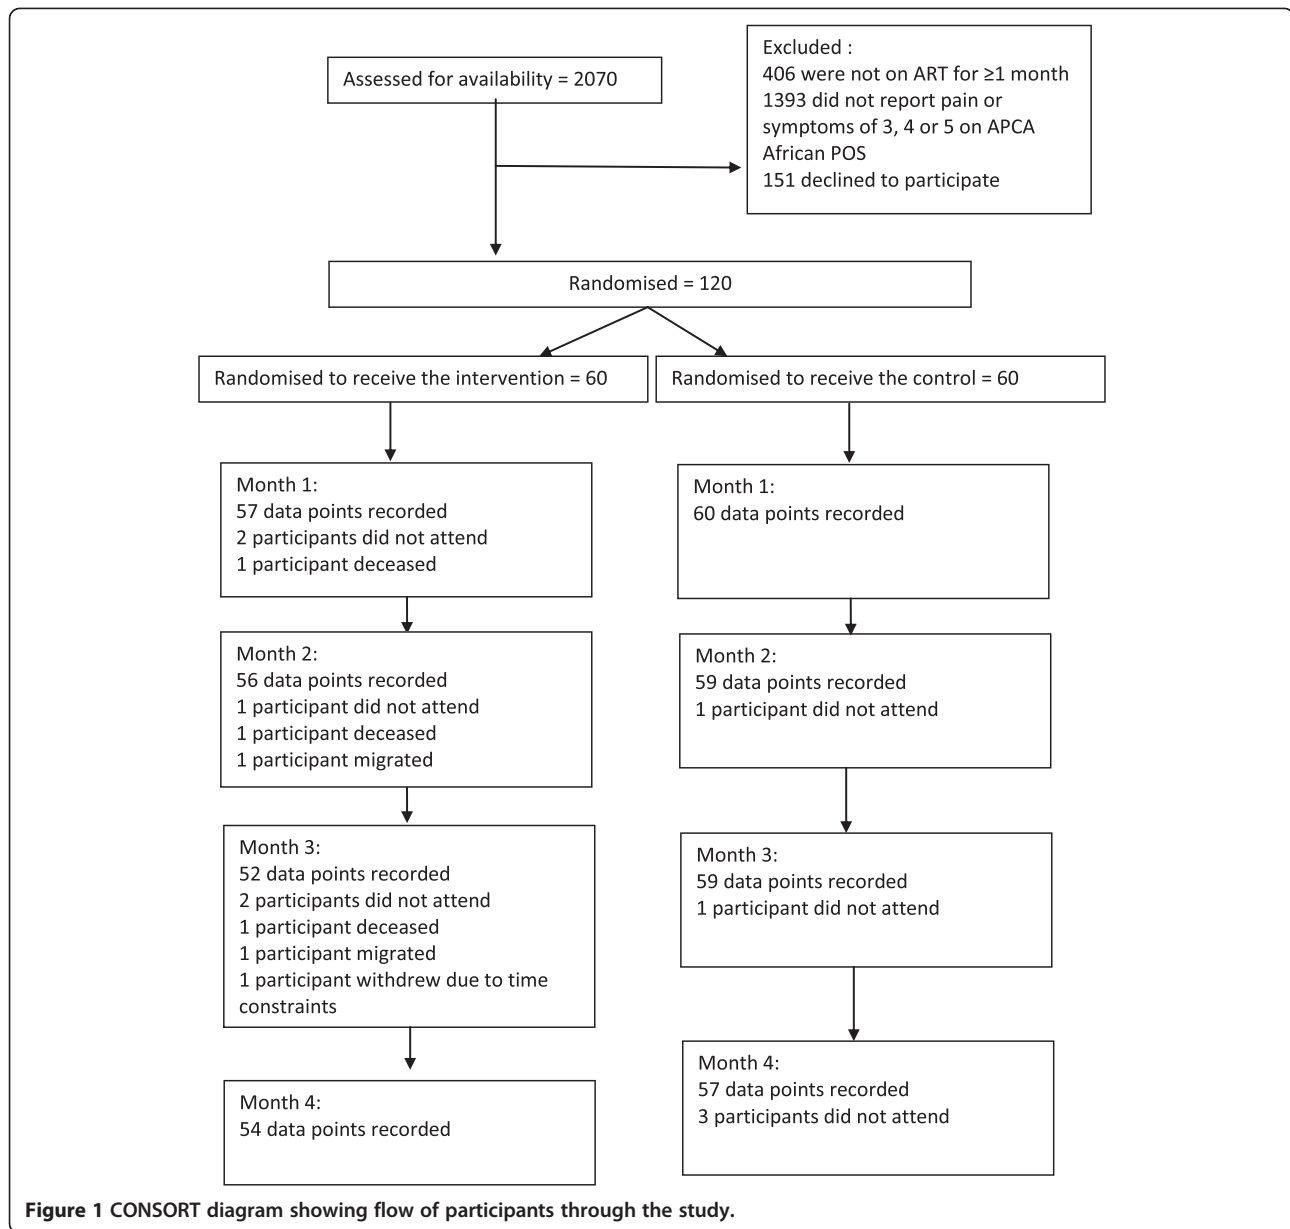 Assessed for availability = 2070
Excluded :
406 were not on ART for ≥1 month
1393 did not report pain or
symptoms of 3, 4 or 5 on APCA
African POS
151 declined to participate
Randomised = 120
Randomised to receive the intervention = 60
Randomised to receive the control = 60
Month 1:
57 data points recorded
2 participants did not attend
1 participant deceased
Month 1:
60 data points recorded
Month 2:
56 data points recorded
1 participant did not attend
1 participant deceased
1 participant migrated
Month 2:
59 data points recorded
1 participant did not attend
Month 3:
52 data points recorded
2 participants did not attend
1 participant deceased
1 participant migrated
1 participant withdrew due to time
constraints
Month 3:
59 data points recorded
1 participant did not attend
Month 4:
54 data points recorded
Month 4:
57 data points recorded
3 participants did not attend
Figure 1 CONSORT diagram showing flow of participants through the study.